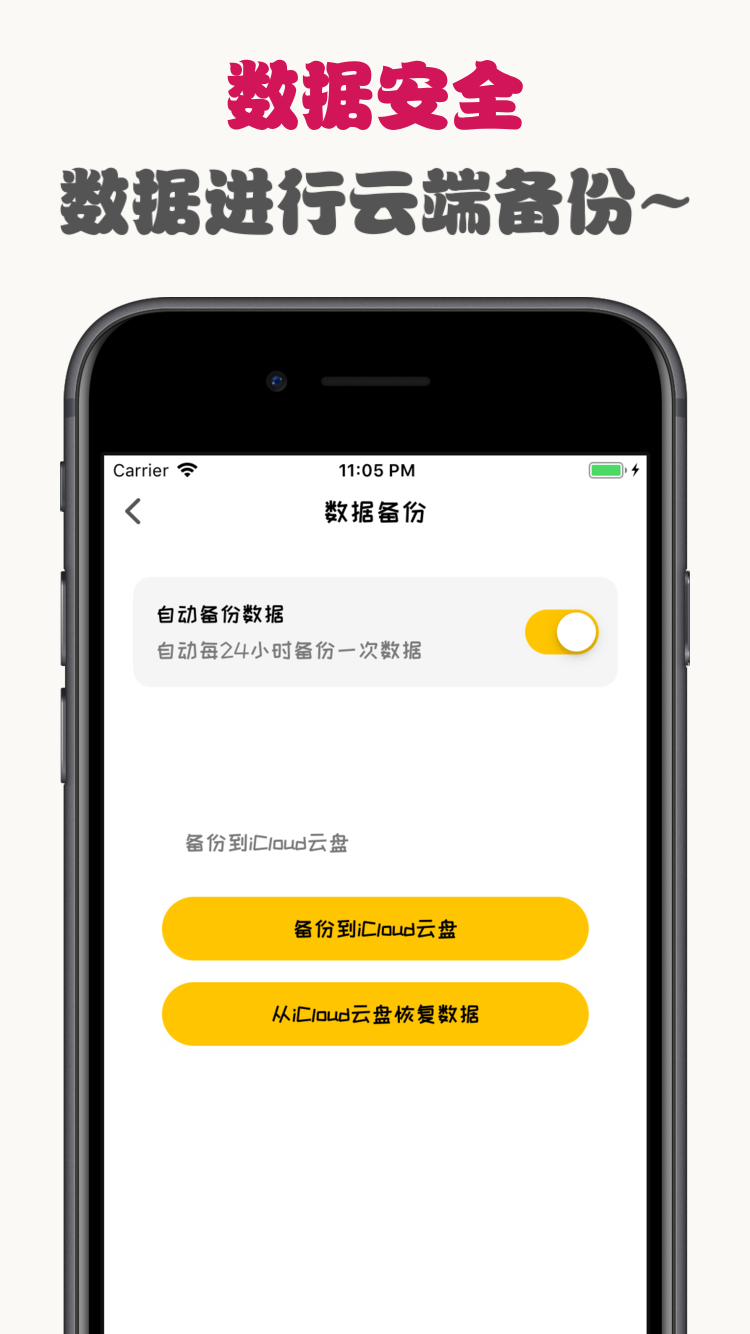 数据安全
数据进行云端备份~
Carrier 11:05 PM
数据备份
自动备份数据
自动每24小时备份一次数据
备份到iCloud云盘
备份到iCloud云盘
从iCloud云盘恢复数据